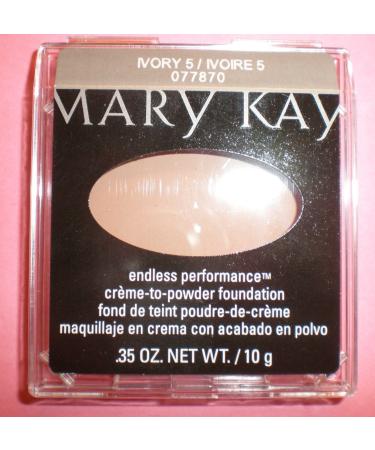 IVORY 5 / IVOIRE 5
077870
MARY KAY
endless performance™
crème-to-powder foundation
fond de teint poudre-de-crème
maquillaje en crema con acabado en polvo
.35 OZ. NET WT. / 10 g